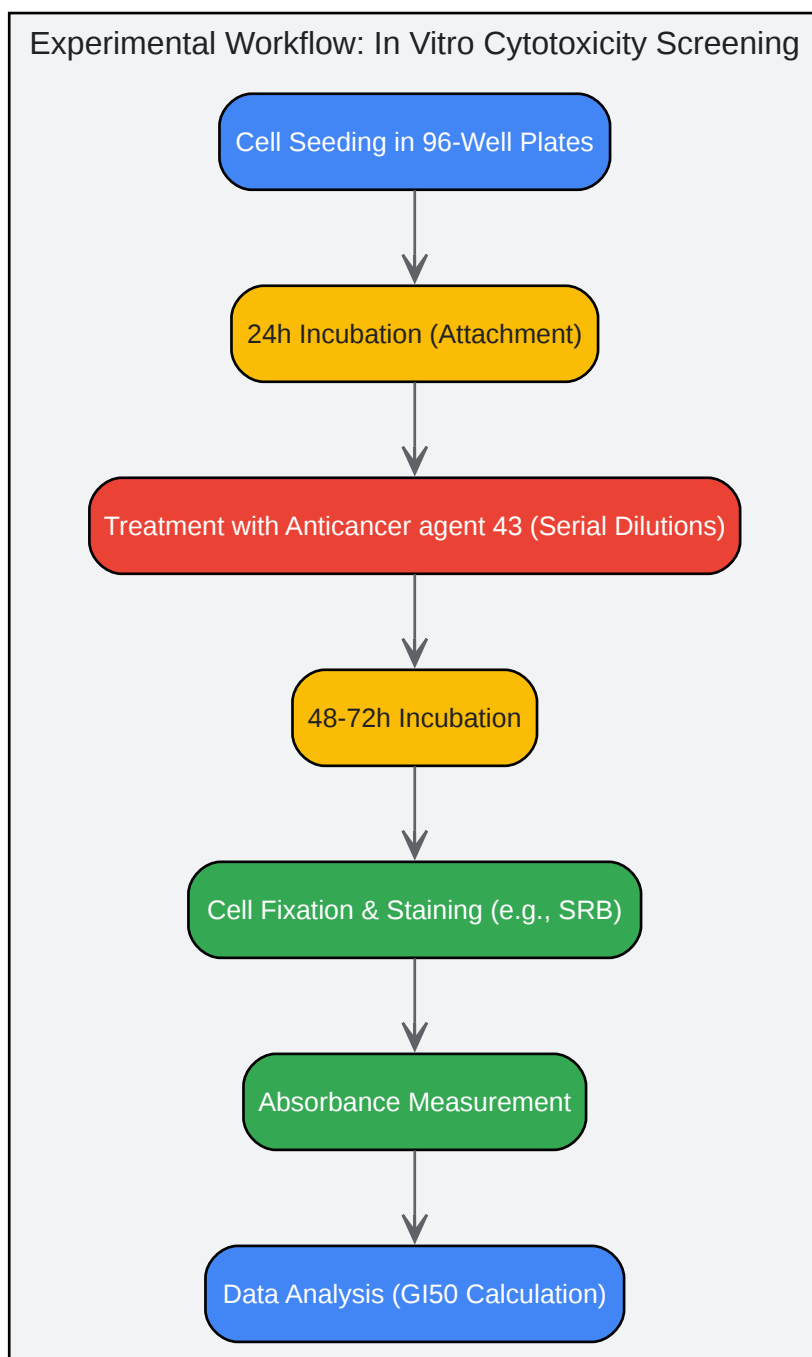 Experimental Workflow: In Vitro Cytotoxicity Screening
Cell Seeding in 96-Well Plates
24h Incubation (Attachment)
Treatment with Anticancer agent 43 (Serial Dilutions)
48-72h Incubation
Cell Fixation & Staining (e.g., SRB)
Absorbance Measurement
Data Analysis (GI50 Calculation)